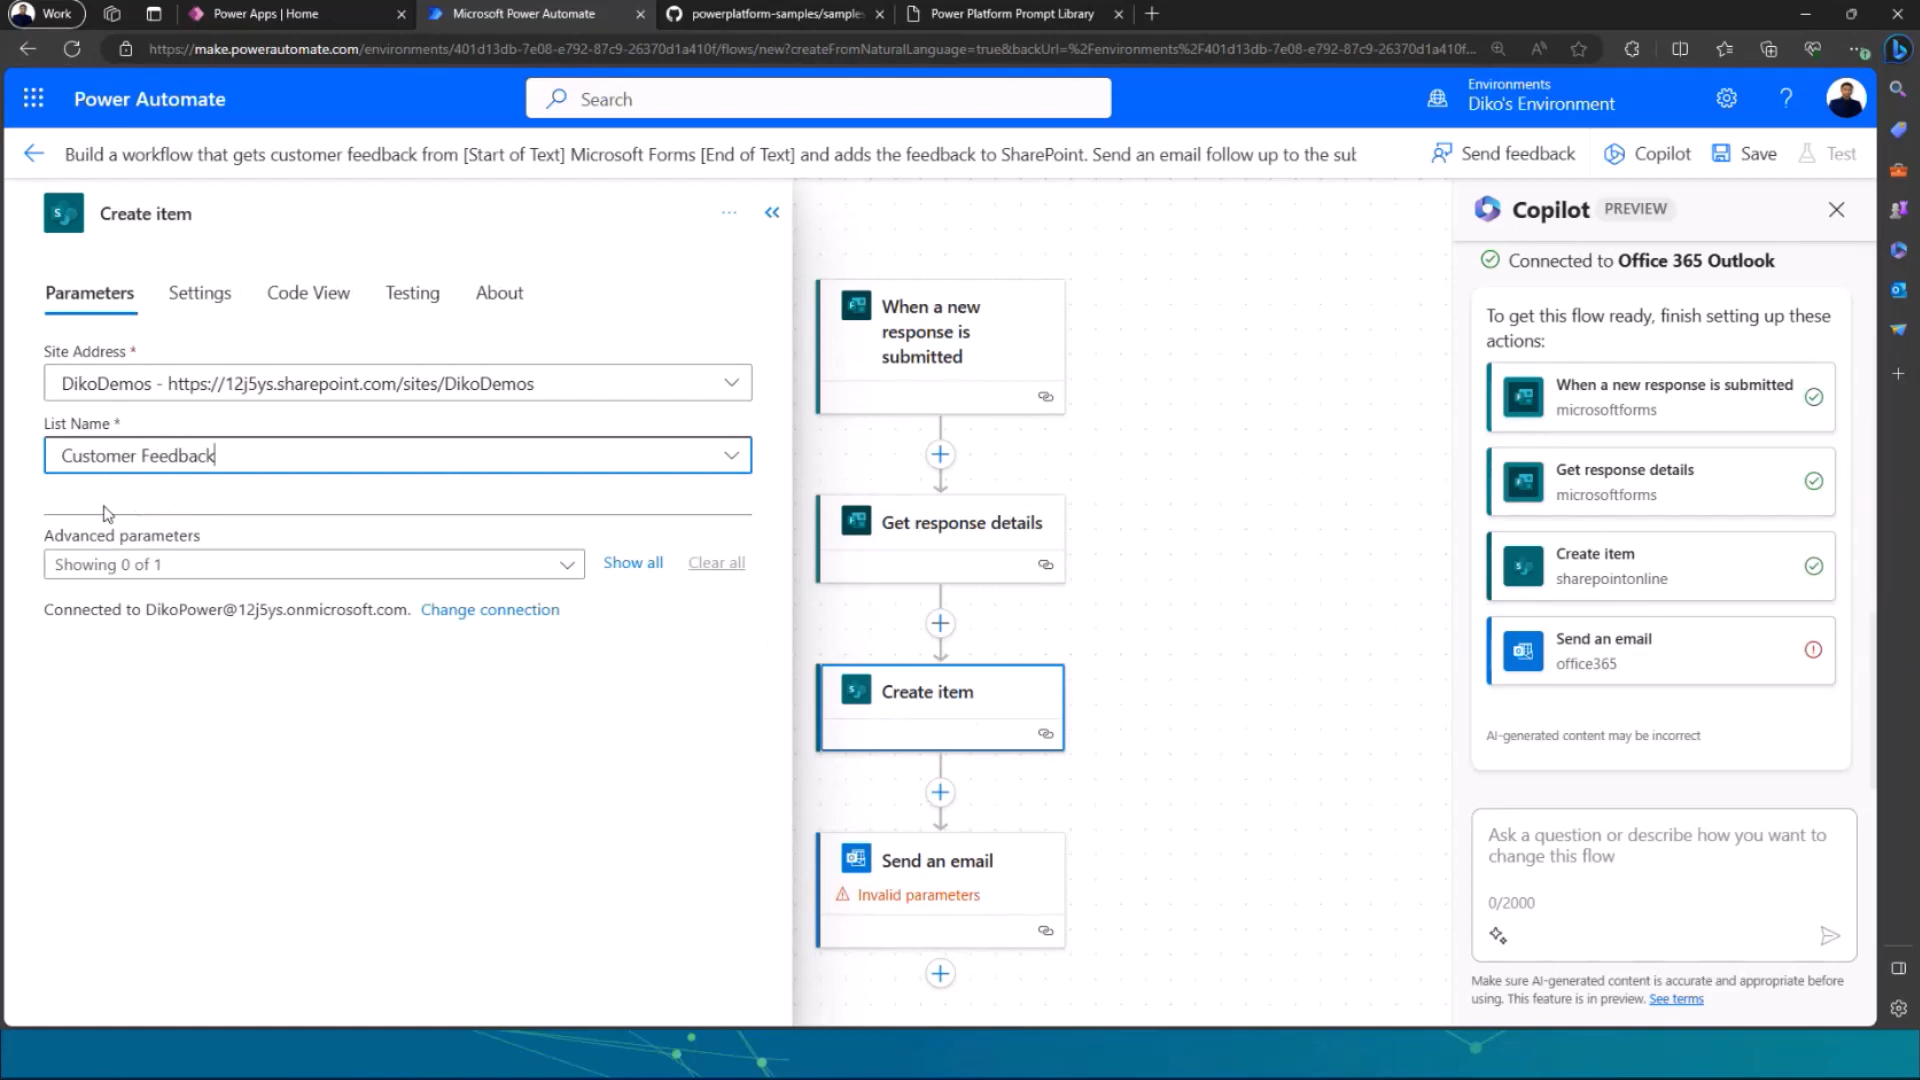 Work
Power Apps | Home
Microsoft Power Automate
powerplatform-samples/sample
Power Platform Prompt Library
https://make.powerautomate.com/environments/401d13db-7e08-e792-87c9-26370d1a410f/flows/new?createFromNaturalLanguage=true&backUrl=%2Fenvironments%2F401d13db-7e08-e792-87c9-26370d1a410f...
Power Automate
Search
Environments
Diko's Environment
Build a workflow that gets customer feedback from [Start of Text] Microsoft Forms [End of Text] and adds the feedback to SharePoint. Send an email follow up to the sub
Send feedback
Copilot
Save
Test
Create item
Parameters
Settings
Code View
Testing
About
Site Address *
DikoDemos - https://12j5ys.sharepoint.com/sites/DikoDemos
List Name *
Customer Feedback
Advanced parameters
Showing 0 of 1
Show all
Clear all
Connected to DikoPower@12j5ys.onmicrosoft.com. Change connection
When a new
response is
submitted
Get response details
Create item
Send an email
Invalid parameters
Copilot PREVIEW
Connected to Office 365 Outlook
To get this flow ready, finish setting up these
actions:
When a new response is submitted
microsoftforms
Get response details
microsoftforms
Create item
sharepointonline
Send an email
office365
AI-generated content may be incorrect
Ask a question or describe how you want to
change this flow
0/2000
Make sure AI-generated content is accurate and appropriate before
using. This feature is in preview. See terms